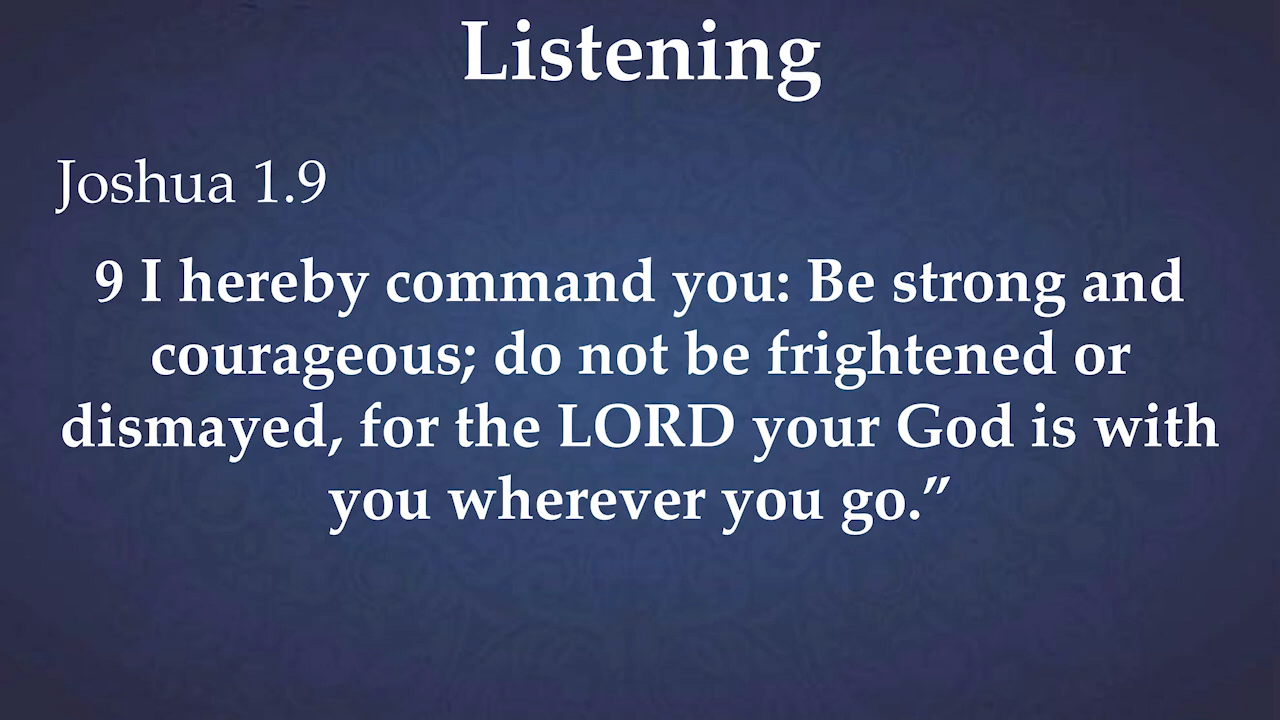 Listening
Joshua 1.9
9 I hereby command you: Be strong and
courageous; do not be frightened or
dismayed, for the LORD your God is with
you wherever you go.”